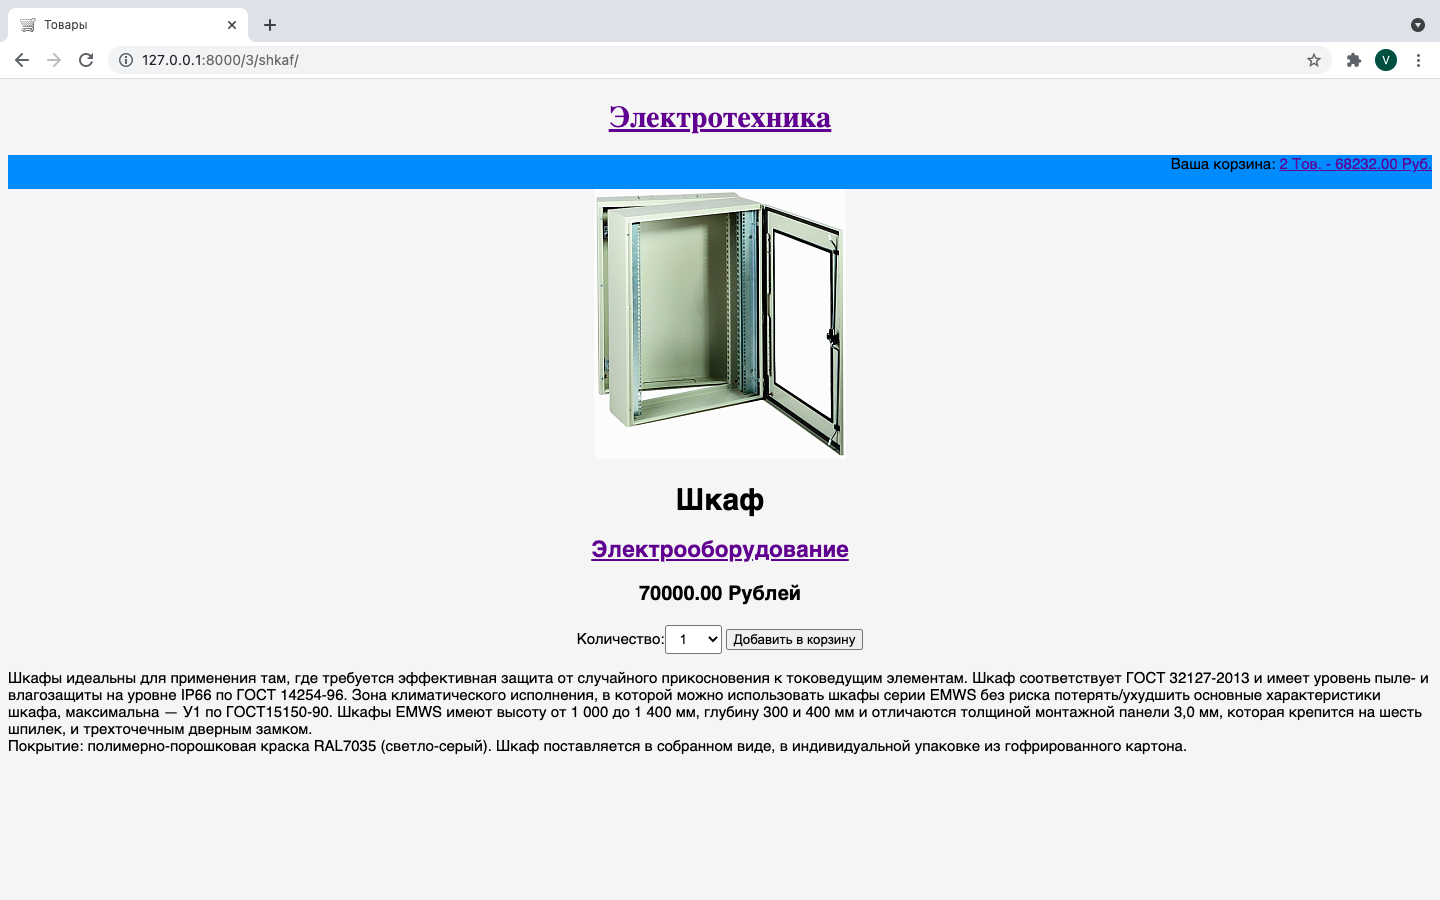 Товары
127.0.0.1:8000/3/shkaf/
V
Электротехника
Ваша корзина: 2 Тов. - 68232.00 Руб.
Шкаф
Электрооборудование
70000.00 Рублей
Количество: 1 Добавить в корзину
Шкафы идеальны для применения там, где требуется эффективная защита от случайного прикосновения к токоведущим элементам. Шкаф соответствует ГОСТ 32127-2013 и имеет уровень пыле- и
влагозащиты на уровне IP66 по ГОСТ 14254-96. Зона климатического исполнения, в которой можно использовать шкафы серии EMWS без риска потерять/ухудшить основные характеристики
шкафа, максимальна — У1 по ГОСТ15150-90. Шкафы EMWS имеют высоту от 1 000 до 1 400 мм, глубину 300 и 400 мм и отличаются толщиной монтажной панели 3,0 мм, которая крепится на шесть
шпилек, и трехточечным дверным замком.
Покрытие: полимерно-порошковая краска RAL7035 (светло-серый). Шкаф поставляется в собранном виде, в индивидуальной упаковке из гофрированного картона.